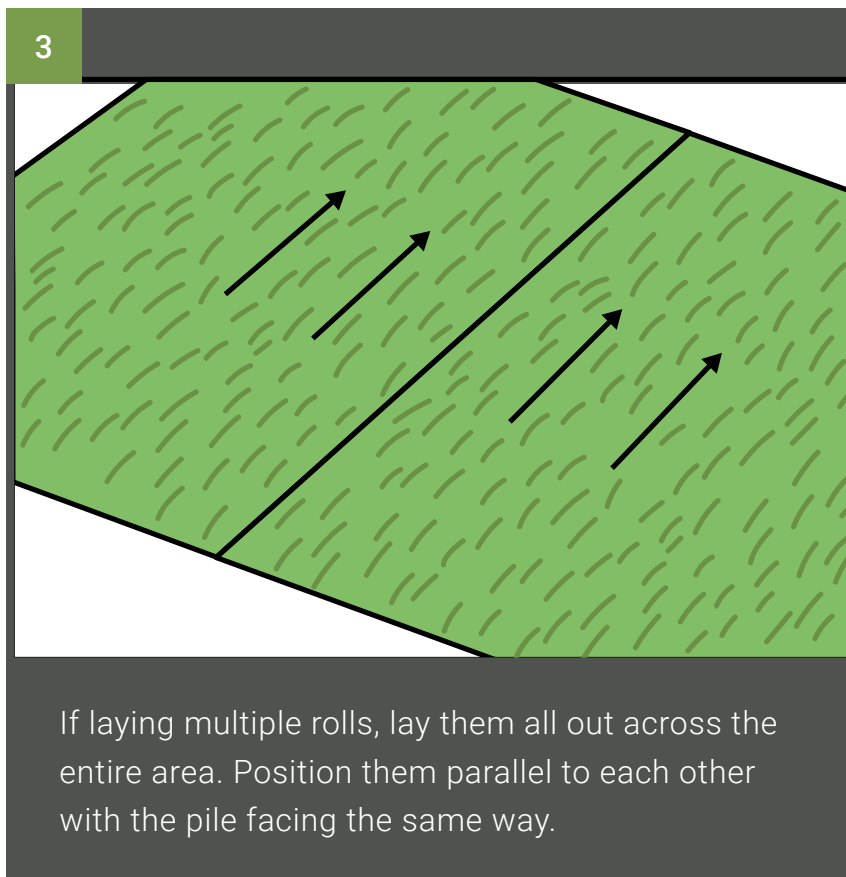 3
If laying multiple rolls, lay them all out across the
entire area. Position them parallel to each other
with the pile facing the same way.